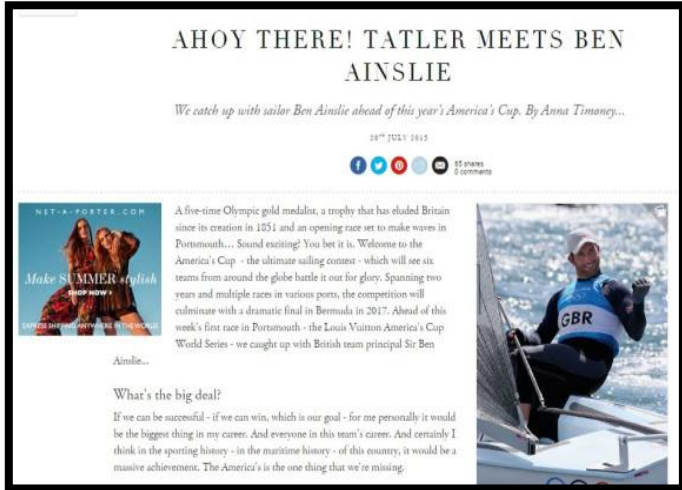 AHOY THERE! TATLER MEETS BEN
AINSLIE
We catch up with sailor Ben Ainslie ahead of this year's America's Cup. By Anna Timoney...
20TH JULY 2015
65 shares
0 comments
NET-A-PORTER.COM
Make SUMMER stylish
SHOP NOW >
EXPRESS SHIPPING ANYWHERE IN THE WORLD
A five-time Olympic gold medalist, a trophy that has eluded Britain
since its creation in 1851 and an opening race set to make waves in
Portsmouth... Sound exciting? You bet it is. Welcome to the
America's Cup - the ultimate sailing contest - which will see six
teams from around the globe battle it out for glory. Spanning two
years and multiple races in various ports, the competition will
culminate with a dramatic final in Bermuda in 2017. Ahead of this
week's first race in Portsmouth - the Louis Vuitton America's Cup
World Series - we caught up with British team principal Sir Ben
Ainslie...
GBR
What's the big deal?
If we can be successful - if we can win, which is our goal - for me personally it would
be the biggest thing in my career. And everyone in this team's career. And certainly I
think in the sporting history - in the maritime history - of this country, it would be a
massive achievement. The America's is the one thing that we're missing.